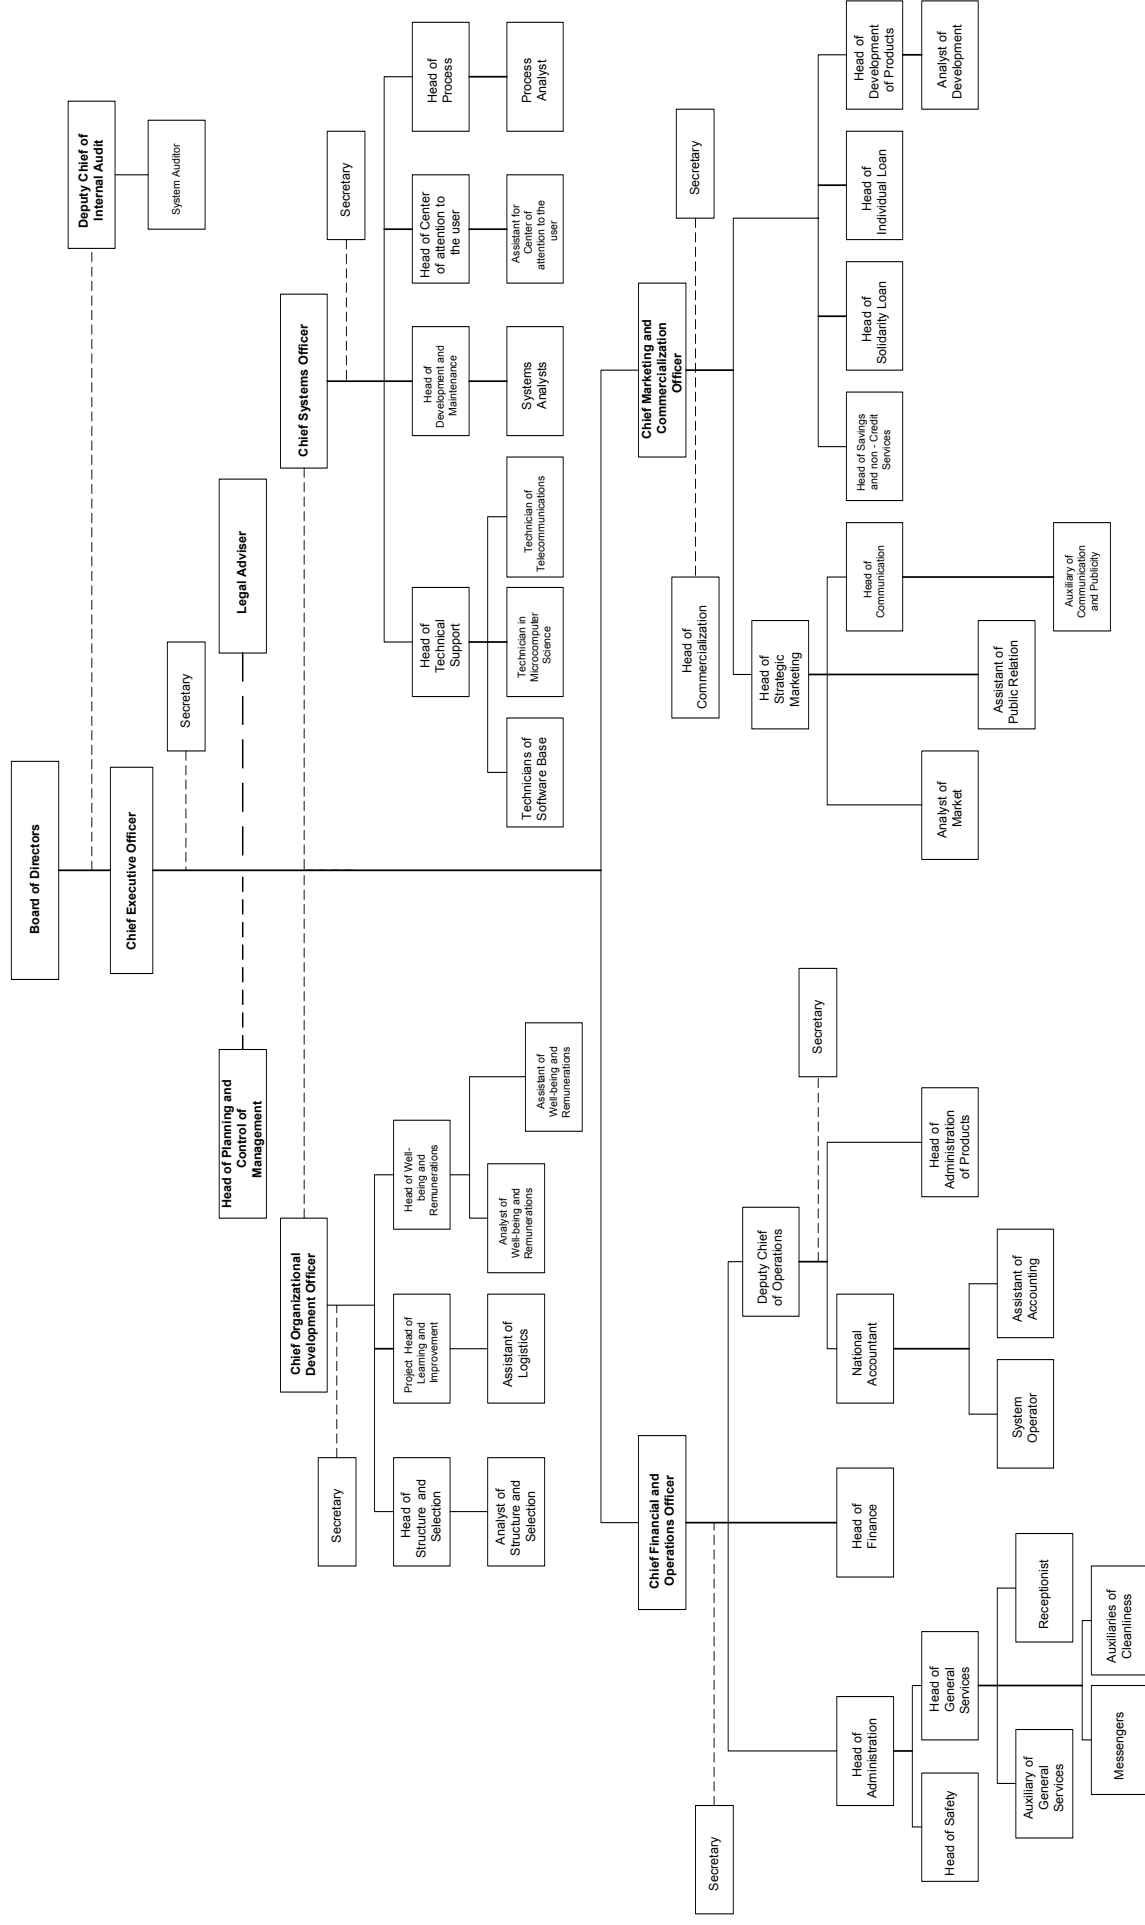 Board of Directors
Deputy Chief of
Internal Audit
Chief Executive Officer
System Auditor
Secretary
Head of Planning and
Control of
Management
Legal Adviser
Chief Organizational
Development Officer
Chief Systems Officer
Secretary
Secretary
Head of
Structure and
Selection
Project Head of
Learning and
Improvement
Head of Well-
being and
Remunerations
Head of
Technical
Support
Head of
Development and
Maintenance
Head of Center
of attention to
the user
Head of
Process
Analyst of
Structure and
Selection
Assistant of
Logistics
Analyst of
Well-being and
Remunerations
Assistant of
Well-being and
Remunerations
Technicians of
Software Base
Technician in
Microcomputer
Science
Technician of
Telecommunications
Systems
Analysts
Assistant for
Center of
attention to the
user
Process
Analyst
Chief Financial and
Operations Officer
Chief Marketing and
Commercialization
Officer
Secretary
Head of
Commercialization
Secretary
Deputy Chief
of Operations
Head of
Strategic
Marketing
Secretary
Head of
Administration
Head of
Finance
National
Accountant
Head of
Communication
Head of Savings
and non - Credit
Services
Head of
Solidarity Loan
Head of
Individual Loan
Head of
Development
of Products
Head of Safety
Head of
General
Services
Head of
Administration
of Products
Analyst of
Market
Analyst of
Development
System
Operator
Assistant of
Accounting
Assistant of
Public Relation
Auxiliary of
General
Services
Receptionist
Auxiliary of
Communication
and Publicity
Messengers
Auxiliaries of
Cleanliness